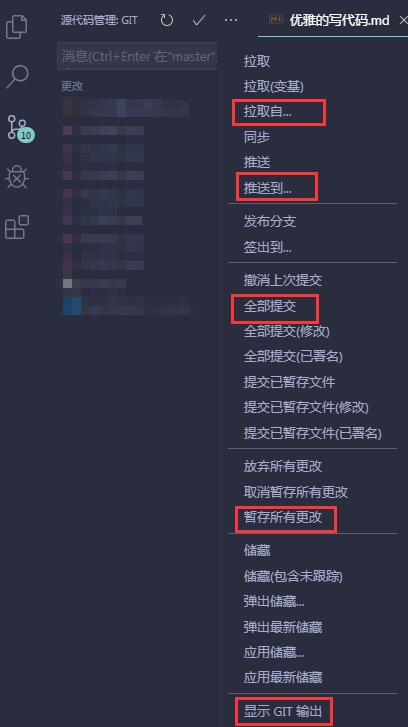 源代码管理: GIT
优雅的写代码.md
消息(Ctrl+Enter 在"master"
更改
10
拉取
拉取(变基)
拉取自...
同步
推送
推送到...
发布分支
签出到...
撤消上次提交
全部提交
全部提交(修改)
全部提交(已署名)
提交已暂存文件
提交已暂存文件(修改)
提交已暂存文件(已署名)
放弃所有更改
取消暂存所有更改
暂存所有更改
储藏
储藏(包含未跟踪)
弹出储藏...
弹出最新储藏
应用储藏...
应用最新储藏
显示 GIT 输出